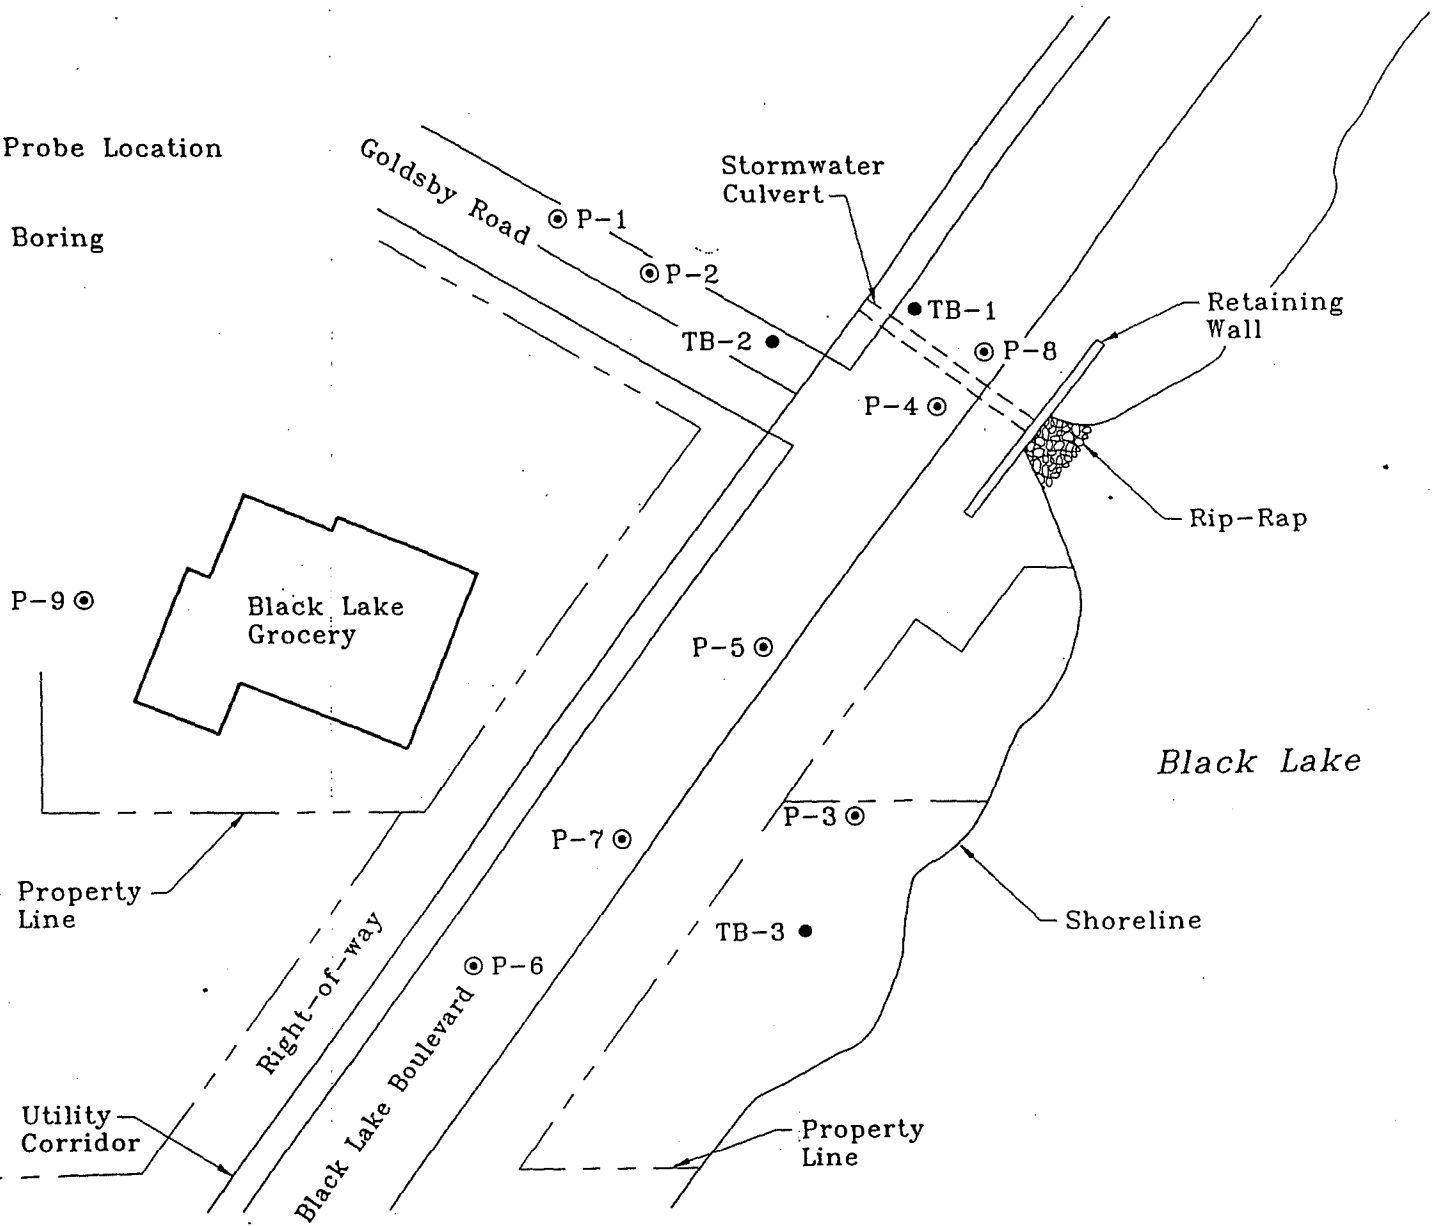 Probe Location
Goldsby Road
Stormwater
Culvert
P-1
Boring
P-2
TB-1
Retaining
Wall
TB-2
P-8
P-4
Rip-Rap
P-9
Black Lake
Grocery
P-5
Black Lake
P-3
P-7
Property
Line
Shoreline
TB-3
Right-of-way
P-6
Black Lake Boulevard
Utility
Corridor
Property
Line